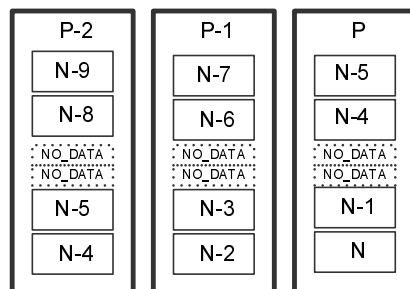 P-2
N-9
N-8
NO_DATA
NO_DATA
N-5
N-4
P-1
N-7
N-6
NO_DATA
NO_DATA
N-3
N-2
P
N-5
N-4
NO_DATA
NO_DATA
N-1
N